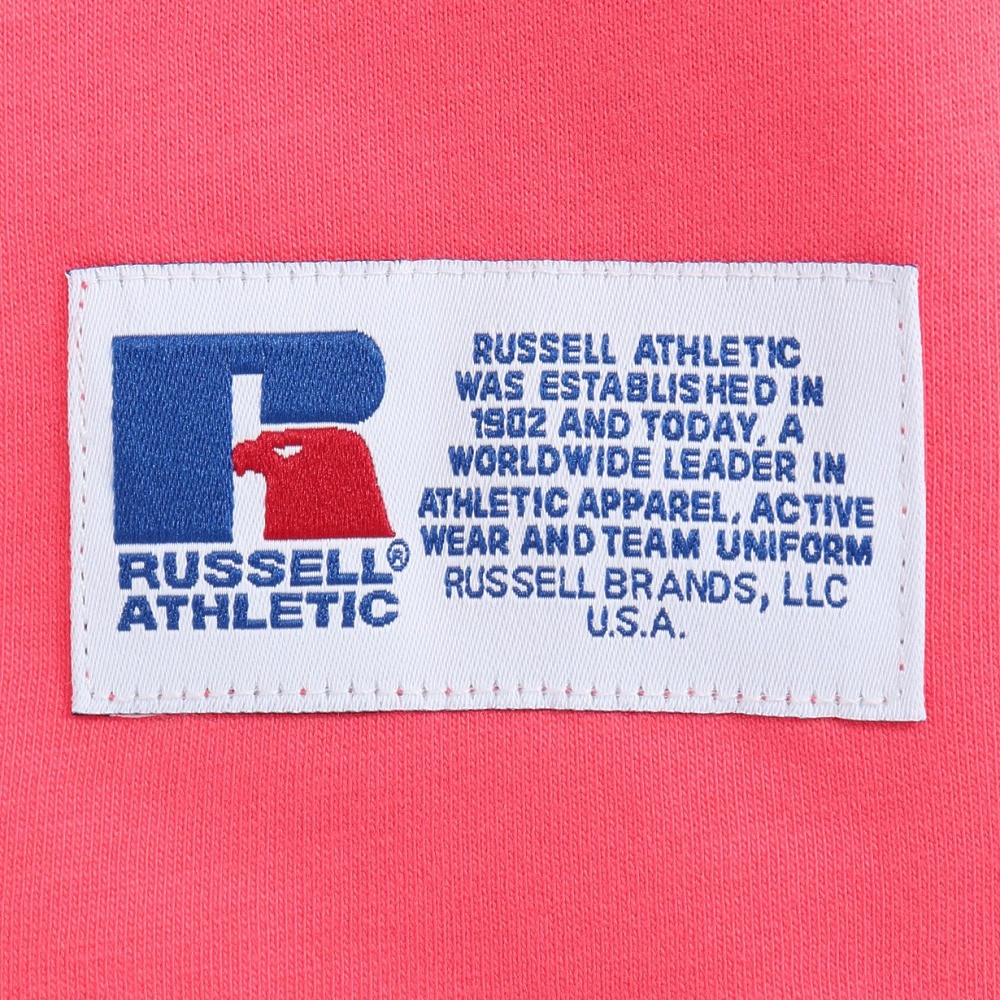 RUSSELL®
ATHLETIC
RUSSELL ATHLETIC
WAS ESTABLISHED IN
1902 AND TODAY, A
WORLDWIDE LEADER IN
ATHLETIC APPAREL, ACTIVE
WEAR AND TEAM UNIFORM
RUSSELL BRANDS, LLC
U.S.A.